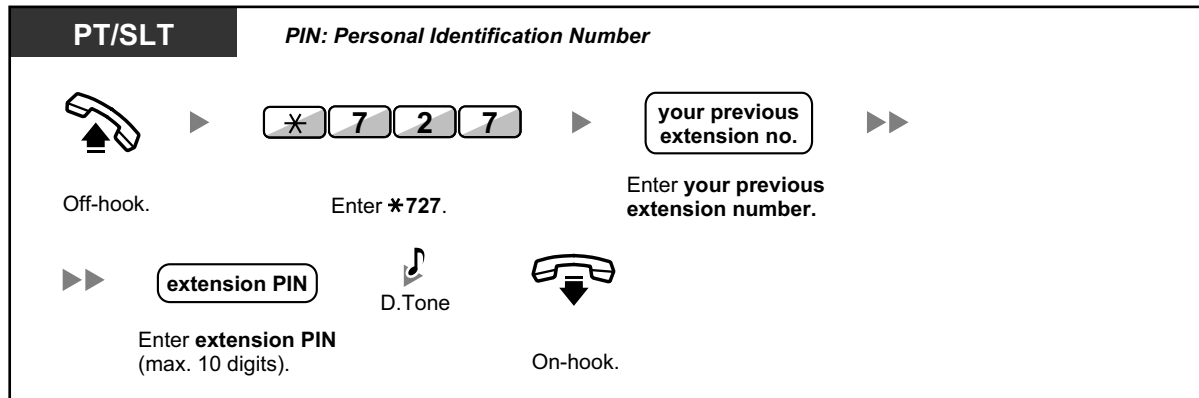 PT/SLT
PIN: Personal Identification Number
* 7 2 7
your previous
extension no.
Off-hook.
Enter *727.
Enter your previous
extension number.
extension PIN
D.Tone
Enter extension PIN
(max. 10 digits).
On-hook.